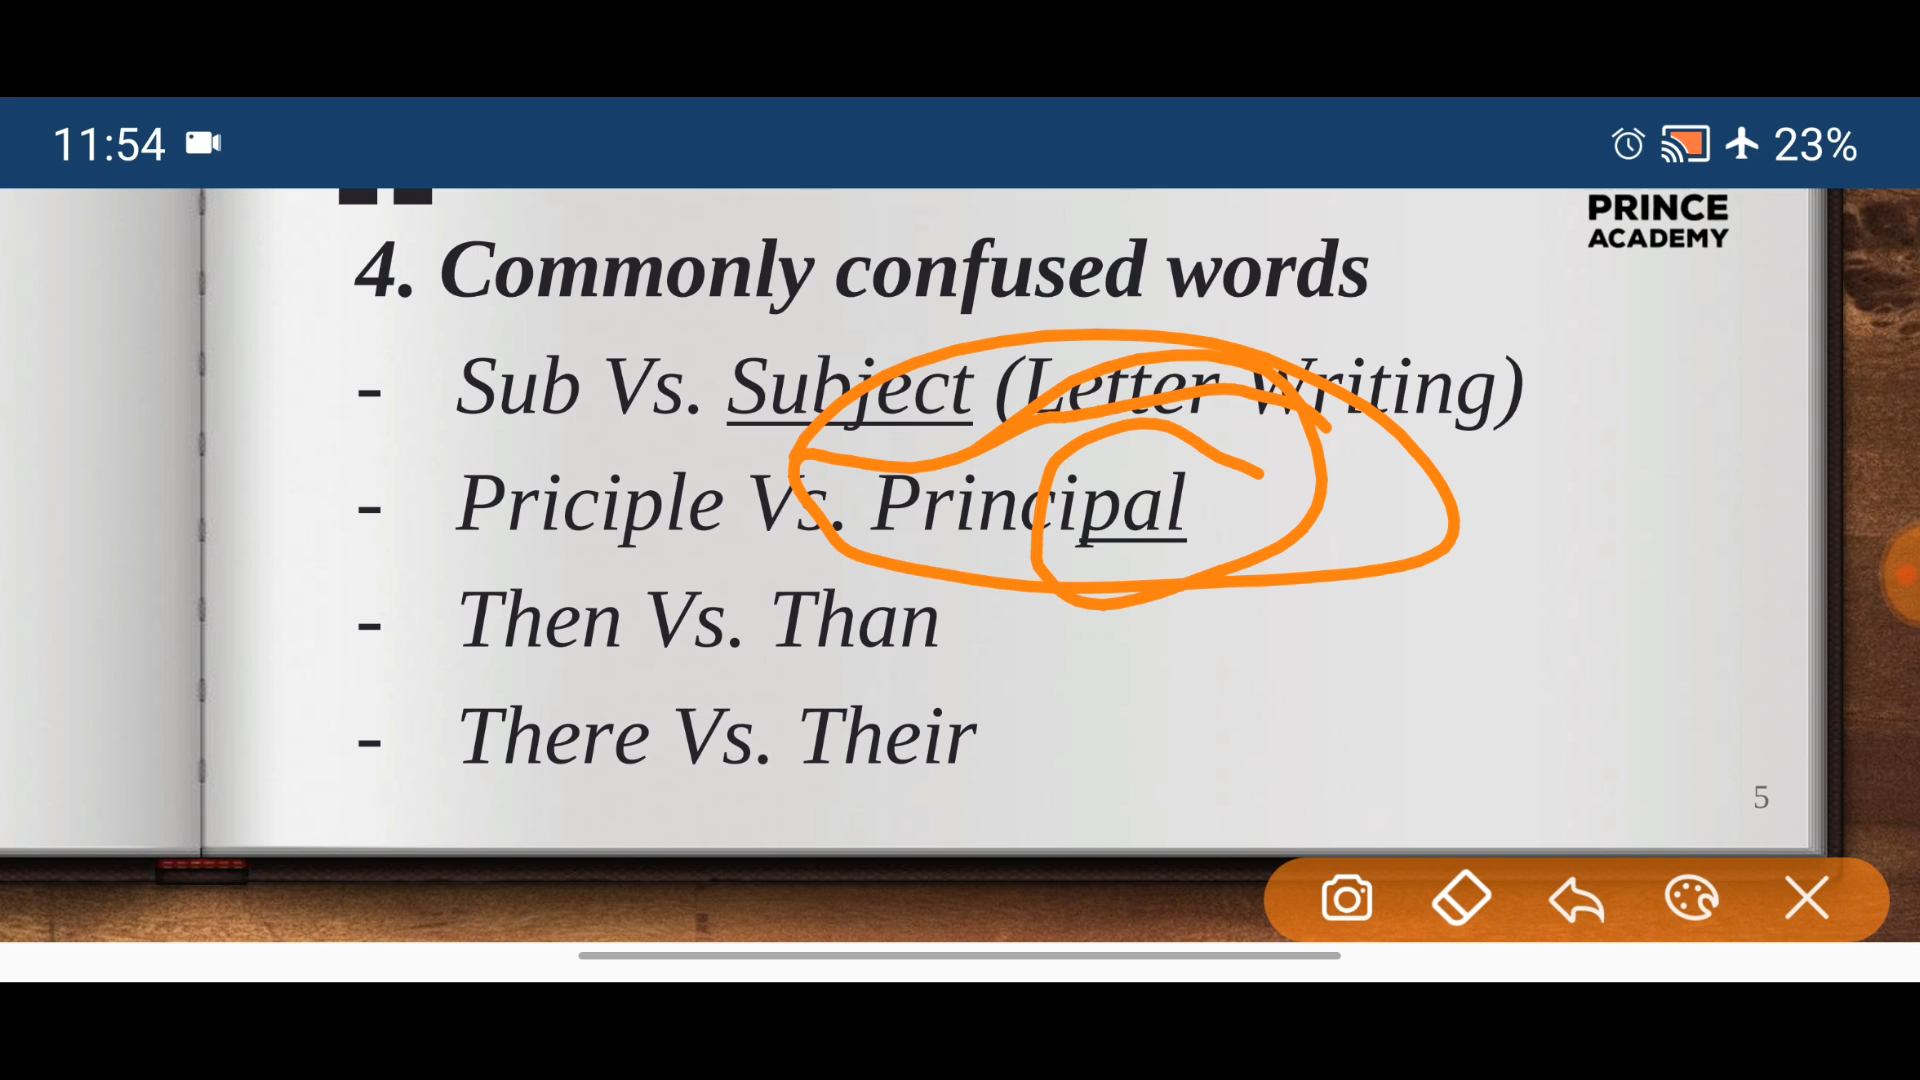 11:54 23%
PRINCE
ACADEMY
4. Commonly confused words
- Sub Vs. Subject (Letter Writing)
- Priciple Vs. Principal
- Then Vs. Than
- There Vs. Their
5